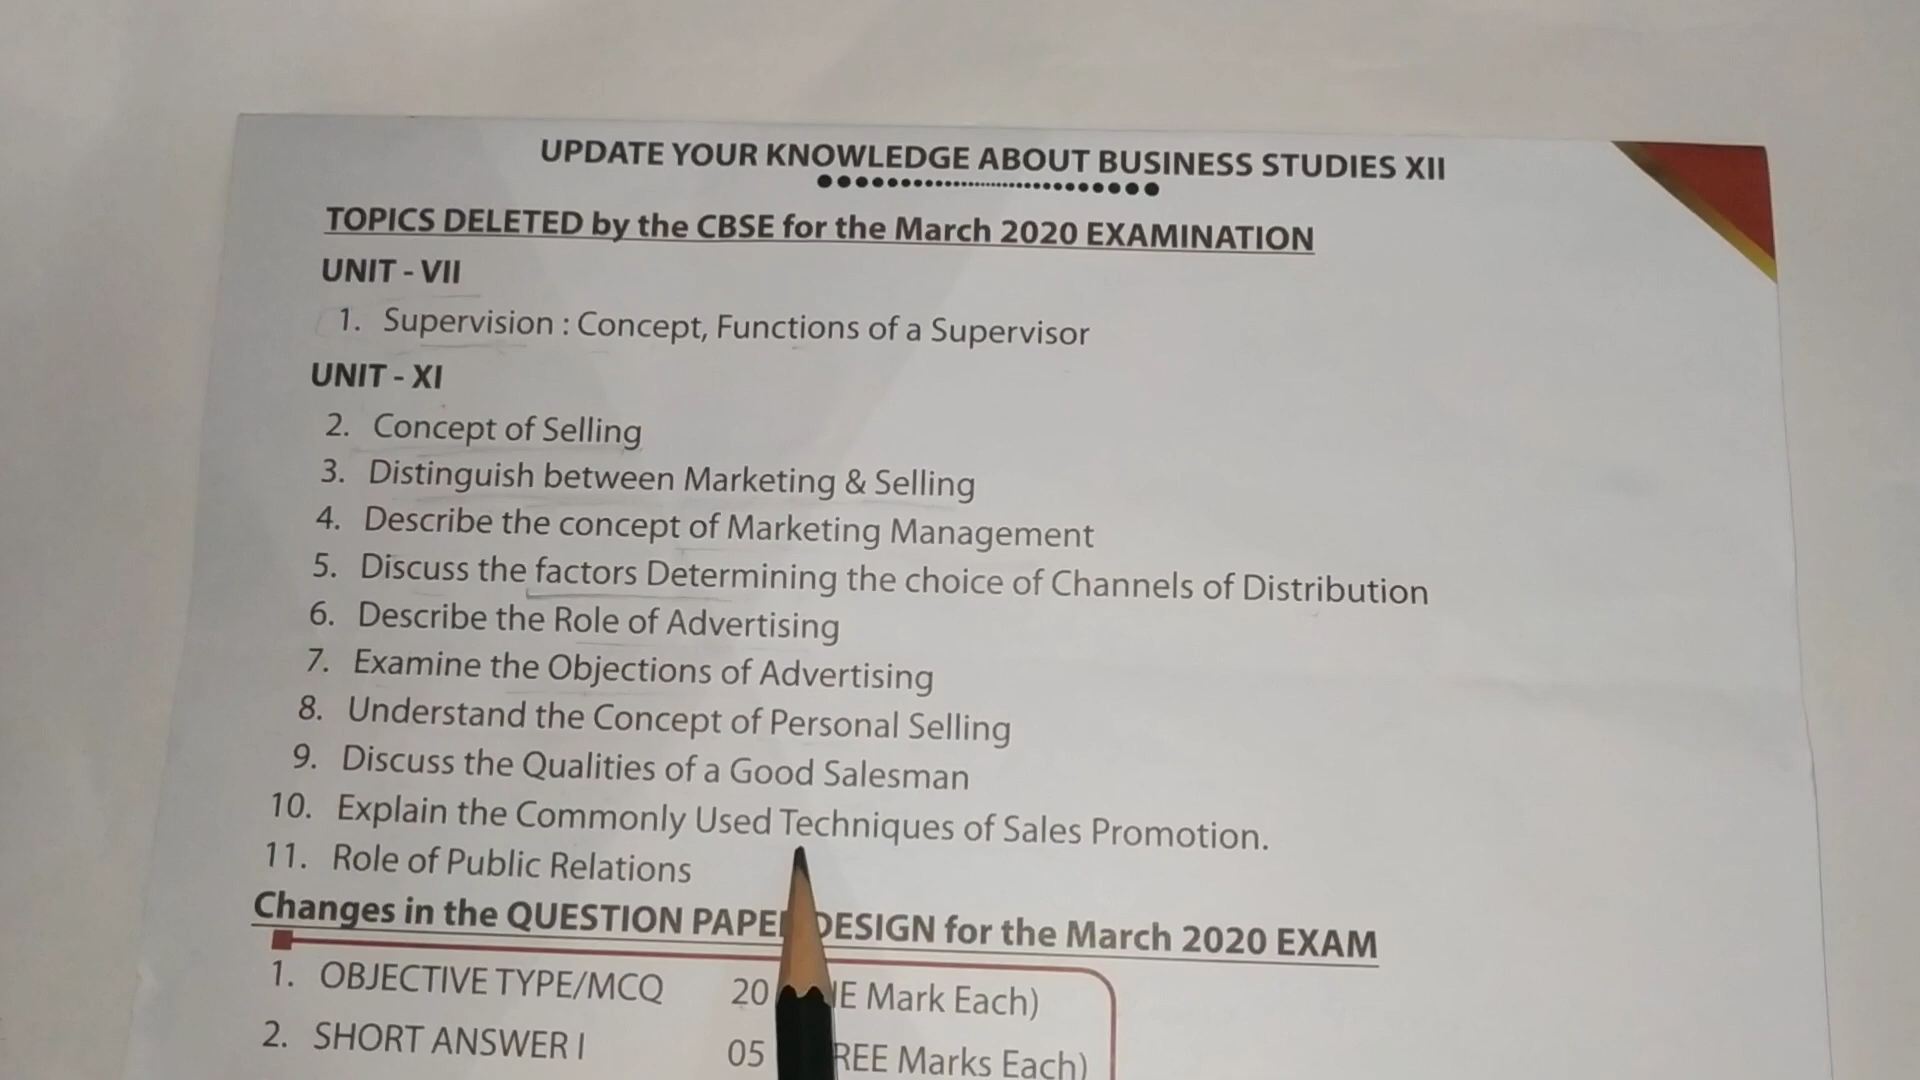 UPDATE YOUR KNOWLEDGE ABOUT BUSINESS STUDIES XII
TOPICS DELETED by the CBSE for the March 2020 EXAMINATION
UNIT - VII
1. Supervision : Concept, Functions of a Supervisor
UNIT - XI
2. Concept of Selling
3. Distinguish between Marketing & Selling
4. Describe the concept of Marketing Management
5. Discuss the factors Determining the choice of Channels of Distribution
6. Describe the Role of Advertising
7. Examine the Objections of Advertising
8. Understand the Concept of Personal Selling
9. Discuss the Qualities of a Good Salesman
10. Explain the Commonly Used Techniques of Sales Promotion.
11. Role of Public Relations
Changes in the QUESTION DESIGN for the March 2020 EXAM
1. OBJECTIVE TYPE/MCQ 20 Mark Each)
2. SHORT ANSWER I 05 Marks Each)